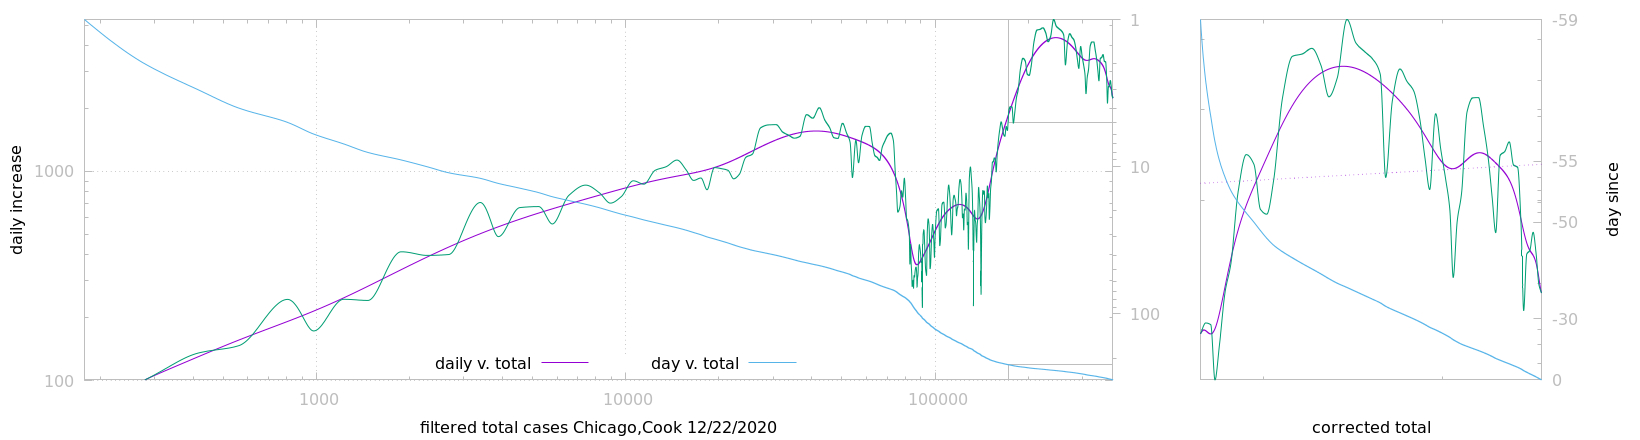 daily increase
1000
100
1000
10000
100000
filtered total cases Chicago,Cook 12/22/2020
daily v. total
day v. total
1
10
100
-59
-55
-50
-30
0
day since
corrected total